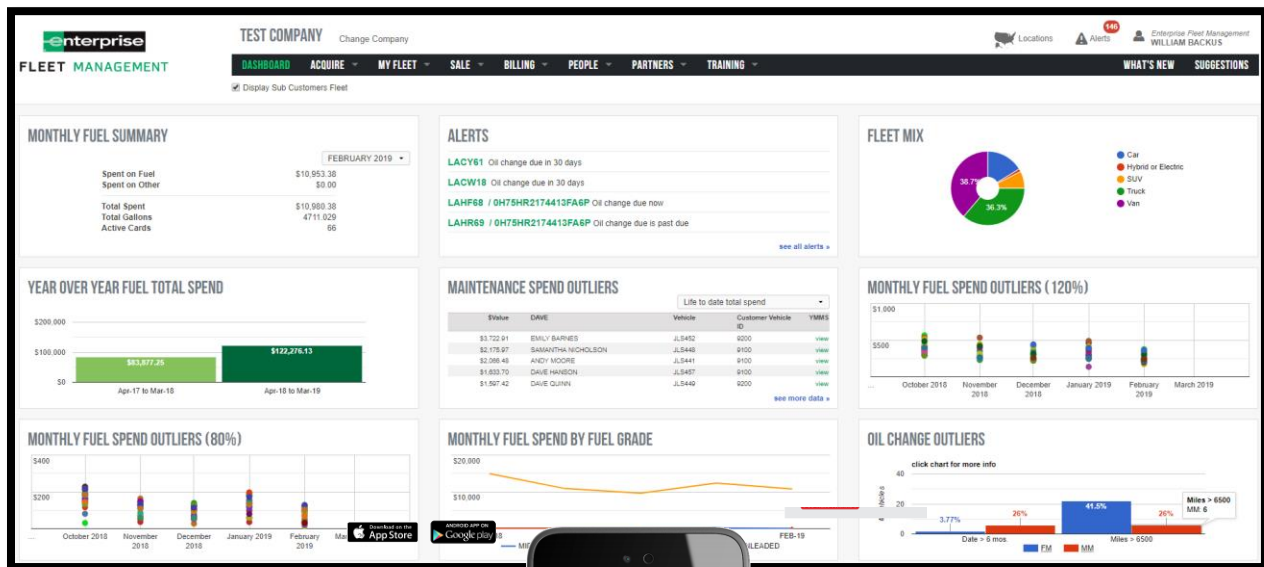 enterprise
FLEET MANAGEMENT
TEST COMPANY Change Company
Locations
146
Alerts
Enterprise Fleet Management
WILLIAM BACKUS
DASHBOARD ACQUIRE MY FLEET SALE BILLING PEOPLE PARTNERS TRAINING WHAT'S NEW SUGGESTIONS
Display Sub Customers Fleet
MONTHLY FUEL SUMMARY
FEBRUARY 2019
Spent on Fuel $10,953.38
Spent on Other $0.00
Total Spent $10,980.38
Total Gallons 4711.029
Active Cards 66
ALERTS
LACY61 Oil change due in 30 days
LACW18 Oil change due in 30 days
LAHF68 / 0H75HR2174413FA6P Oil change due now
LAHR69 / 0H75HR2174413FA6P Oil change due is past due
see all alerts »
FLEET MIX
38.7%
36.3%
Car
Hybrid or Electric
SUV
Truck
Van
YEAR OVER YEAR FUEL TOTAL SPEND
$200,000
$100,000
$0
$83,877.25
$122,276.13
Apr-17 to Mar-18
Apr-18 to Mar-19
MAINTENANCE SPEND OUTLIERS
Life to date total spend
$Value DAVE Vehicle Customer Vehicle ID YMMS
$3,722.91 EMILY BARNES JLS452 9200 view
$2,175.97 SAMANTHA NICHOLSON JLS448 9100 view
ANDY MOORE JLS441 9100 view
$1,633.70 DAVE HANSON JLS457 9100 view
$1,597.42 DAVE QUINN JLS449 9200 view
see more data »
MONTHLY FUEL SPEND OUTLIERS (120%)
$1,000
$500
...
October 2018
November 2018
December 2018
January 2019
February 2019
March 2019
MONTHLY FUEL SPEND OUTLIERS (80%)
$400
$200
...
October 2018
November 2018
December 2018
January 2019
February 2019
Download on the
App Store
ANDROID APP ON
Google play
MONTHLY FUEL SPEND BY FUEL GRADE
$20,000
$10,000
FEB-19
OIL CHANGE OUTLIERS
click chart for more info
40
20
0
3.77%
26%
41.5%
26%
Miles > 6500
MM: 6
Date > 6 mos
Miles > 6500
FM
MM